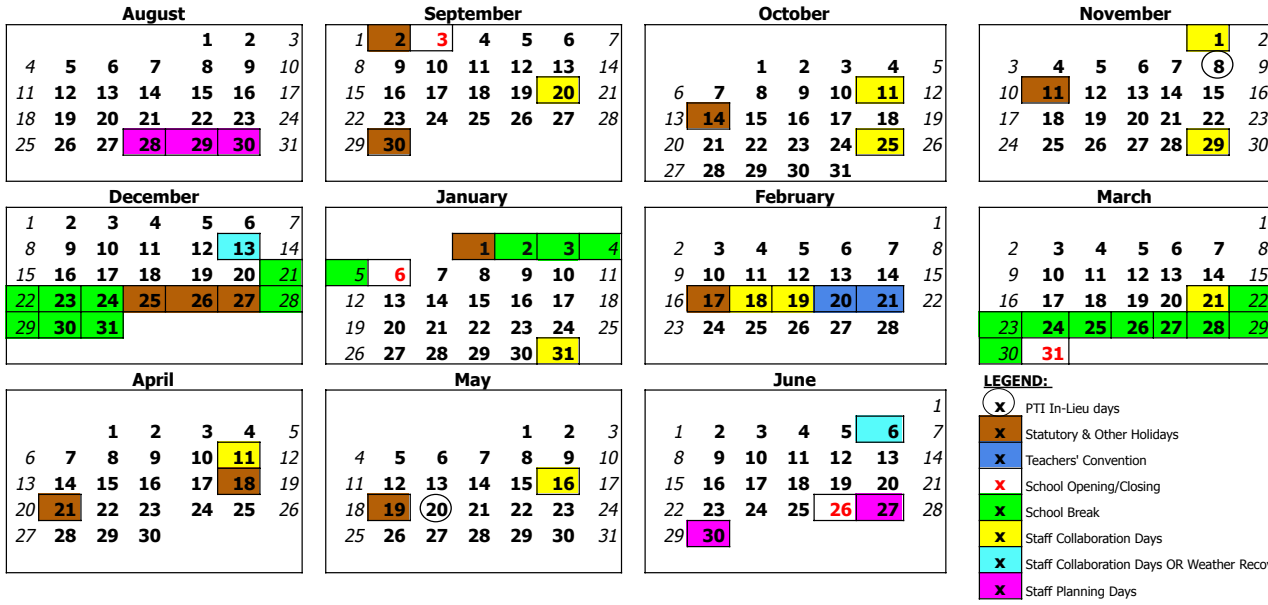 August
1 2 3
4 5 6 7 8 9 10
11 12 13 14 15 16 17
18 19 20 21 22 23 24
25 26 27 28 29 30 31
September
1 2 3 4 5 6 7
8 9 10 11 12 13 14
15 16 17 18 19 20 21
22 23 24 25 26 27 28
29 30
October
1 2 3 4 5
6 7 8 9 10 11 12
13 14 15 16 17 18 19
20 21 22 23 24 25 26
27 28 29 30 31
November
1 2
3 4 5 6 7 8 9
10 11 12 13 14 15 16
17 18 19 20 21 22 23
24 25 26 27 28 29 30
December
1 2 3 4 5 6 7
8 9 10 11 12 13 14
15 16 17 18 19 20 21
22 23 24 25 26 27 28
29 30 31
January
1 2 3 4
5 6 7 8 9 10 11
12 13 14 15 16 17 18
19 20 21 22 23 24 25
26 27 28 29 30 31
February
1
2 3 4 5 6 7 8
9 10 11 12 13 14 15
16 17 18 19 20 21 22
23 24 25 26 27 28
March
1
2 3 4 5 6 7 8
9 10 11 12 13 14 15
16 17 18 19 20 21 22
23 24 25 26 27 28 29
30 31
April
1 2 3 4 5
6 7 8 9 10 11 12
13 14 15 16 17 18 19
20 21 22 23 24 25 26
27 28 29 30
May
1 2 3
4 5 6 7 8 9 10
11 12 13 14 15 16 17
18 19 20 21 22 23 24
25 26 27 28 29 30 31
June
1
1 2 3 4 5 6 7
8 9 10 11 12 13 14
15 16 17 18 19 20 21
22 23 24 25 26 27 28
29 30
LEGEND:
x PTI In-Lieu days
x Statutory & Other Holidays
x Teachers' Convention
x School Opening/Closing
x School Break
x Staff Collaboration Days
x Staff Collaboration Days OR Weather Reco
x Staff Planning Days